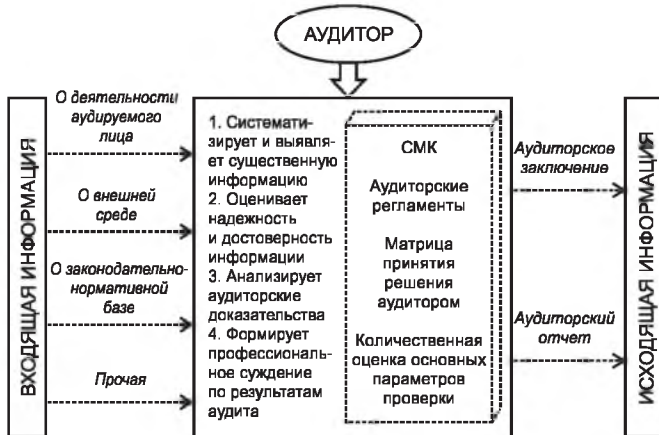 АУДИТОР
ВХОДЯЩАЯ ИНФОРМАЦИЯ
О деятельности
аудируемого
лица
О внешней
среде
О законодательно-
нормативной
базе
Прочая
1. Системати-
зирует и выявля-
ет существенную
информацию
2. Оценивает
надежность
и достоверность
информации
3. Анализирует
аудиторские
доказательства
4. Формирует
профессиональ-
ное суждение
по результатам
аудита
СМК
Аудиторские
регламенты
Матрица
принятия
решения
аудитором
Количественная
оценка основных
параметров
проверки
Аудиторское
заключение
Аудиторский
отчет
ИСХОДЯЩАЯ ИНФОРМАЦИЯ